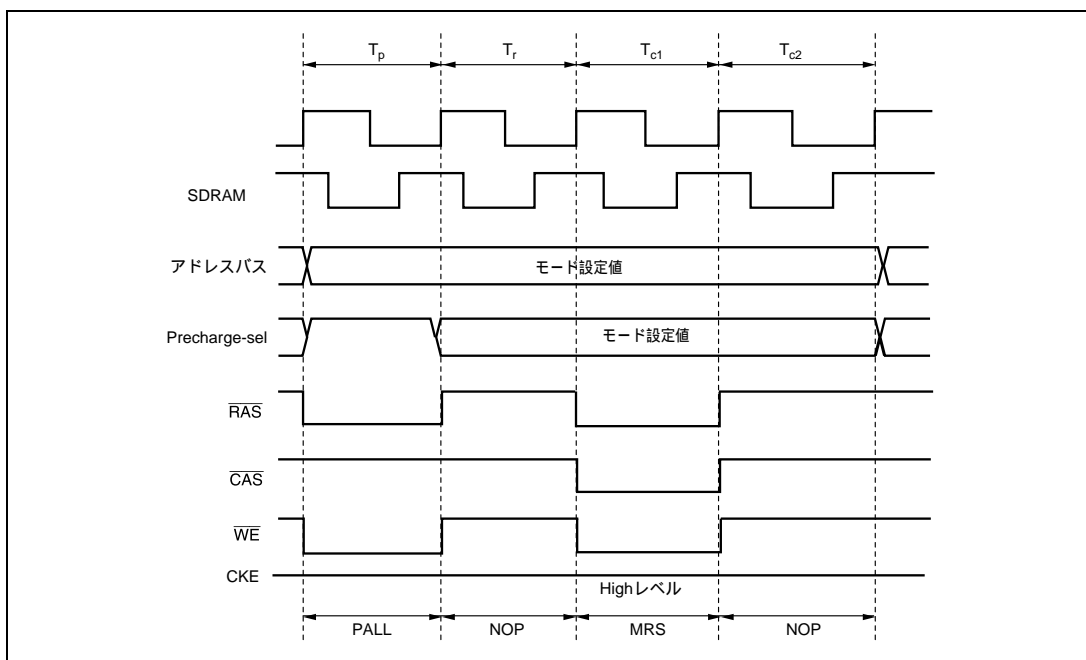 Tp Tr Tc1 Tc2
SDRAM
アドレスバス モード設定値
Precharge-sel モード設定値
RAS
CAS
WE
CKE Highレベル
PALL NOP MRS NOP